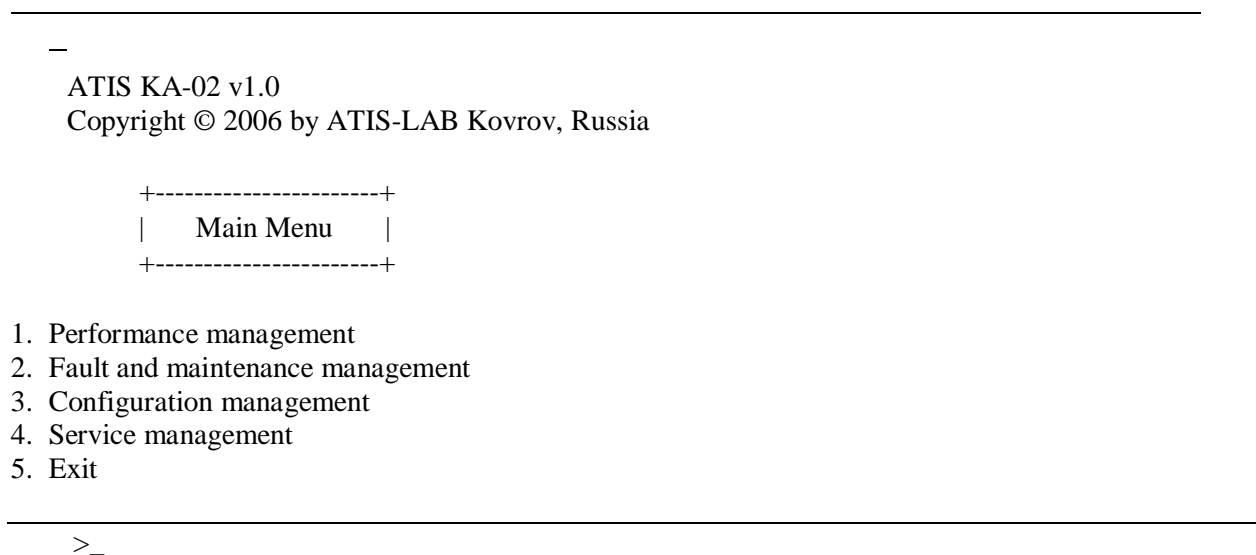 _
ATIS KA-02 v1.0
Copyright © 2006 by ATIS-LAB Kovrov, Russia
+-----------------------+
| Main Menu |
+-----------------------+
1. Performance management
2. Fault and maintenance management
3. Configuration management
4. Service management
5. Exit
>_